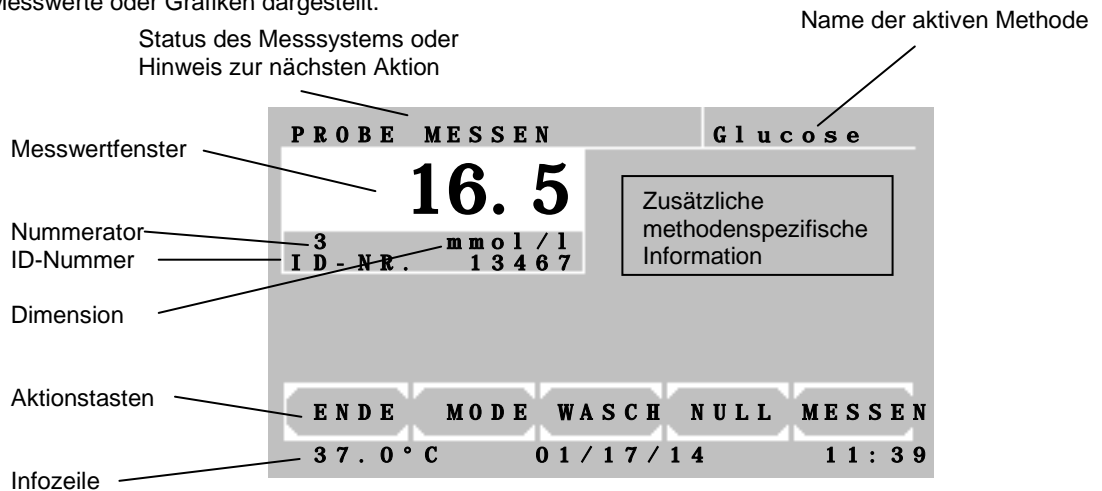 Messwerte oder Grafiken dargestellt.
Name der aktiven Methode
Status des Messsystems oder
Hinweis zur nächsten Aktion
PROBE MESSEN
Glucose
Messwertfenster
16.5
Zusätzliche
methodenspezifische
Information
Nummerator
3 mmol/l
ID-Nummer
ID-NR. 13467
Dimension
Aktionstasten
ENDE MODE WASCH NULL MESSEN
37.0°C 01/17/14 11:39
Infozeile